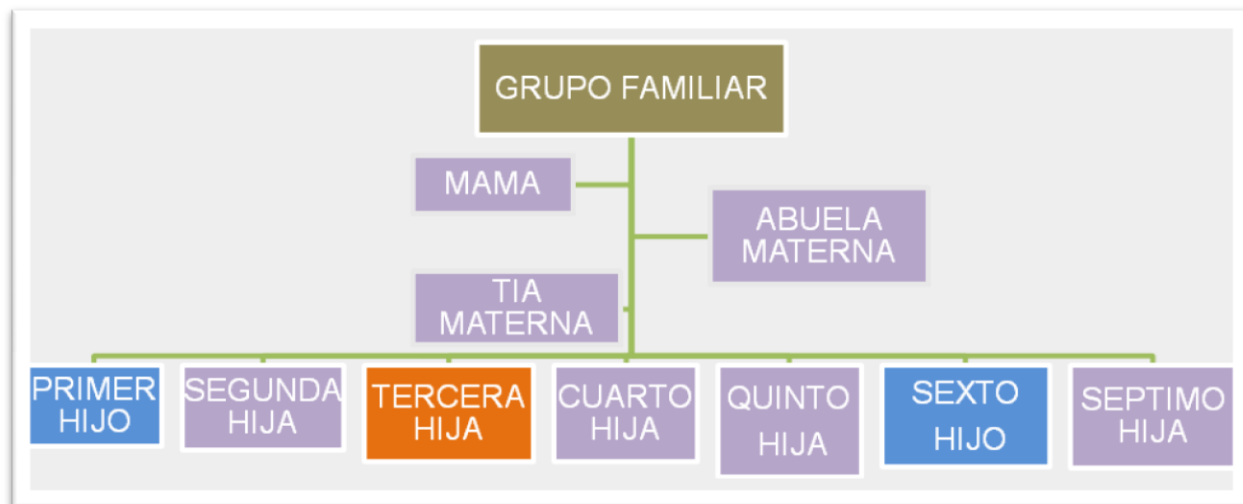 GRUPO FAMILIAR
MAMA
ABUELA
MATERNA
TIA
MATERNA
PRIMER
HIJO
SEGUNDA
HIJA
TERCERA
HIJA
CUARTO
HIJA
QUINTO
HIJA
SEXTO
HIJO
SEPTIMO
HIJA